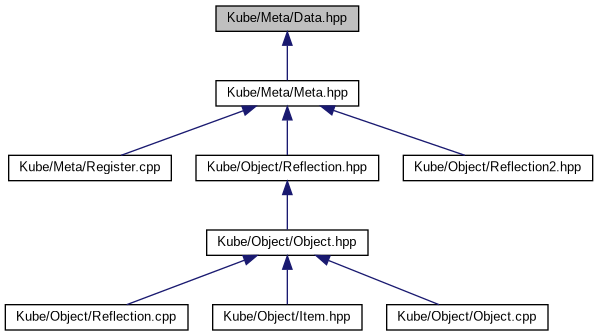 Kube/Meta/Data.hpp
Kube/Meta/Meta.hpp
Kube/Meta/Register.cpp
Kube/Object/Reflection.hpp
Kube/Object/Reflection2.hpp
Kube/Object/Object.hpp
Kube/Object/Reflection.cpp
Kube/Object/Item.hpp
Kube/Object/Object.cpp